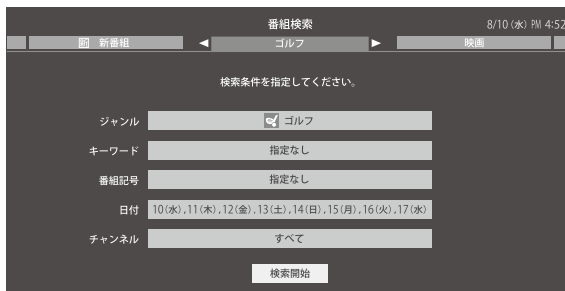 番組検索
8/10(水) PM 4:52
新 新番組
◀ ゴルフ ▶
映画
検索条件を指定してください。
ジャンル ゴルフ
キーワード 指定なし
番組記号 指定なし
日付 10(水),11(木),12(金),13(土),14(日),15(月),16(火),17(水)
チャンネル すべて
検索開始